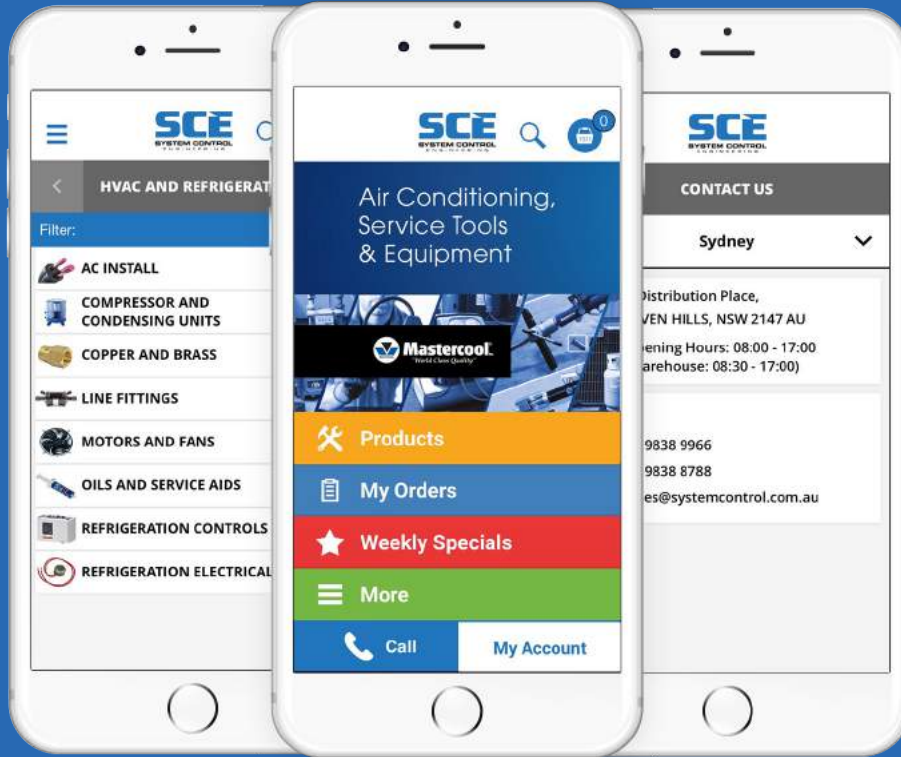 SCE
SYSTEM CONTROL
ENGINEERING
HVAC AND REFRIGERAT
Filter:
AC INSTALL
COMPRESSOR AND
CONDENSING UNITS
COPPER AND BRASS
LINE FITTINGS
MOTORS AND FANS
OILS AND SERVICE AIDS
REFRIGERATION CONTROLS
REFRIGERATION ELECTRICAL
SCE
SYSTEM CONTROL
ENGINEERING
0
Air Conditioning,
Service Tools
& Equipment
Mastercool
"World Class Quality"
Products
My Orders
Weekly Specials
More
Call
My Account
SCE
SYSTEM CONTROL
ENGINEERING
CONTACT US
Sydney
Distribution Place,
VEN HILLS, NSW 2147 AU
ening Hours: 08:00 - 17:00
arehouse: 08:30 - 17:00)
9838 9966
9838 8788
es@systemcontrol.com.au